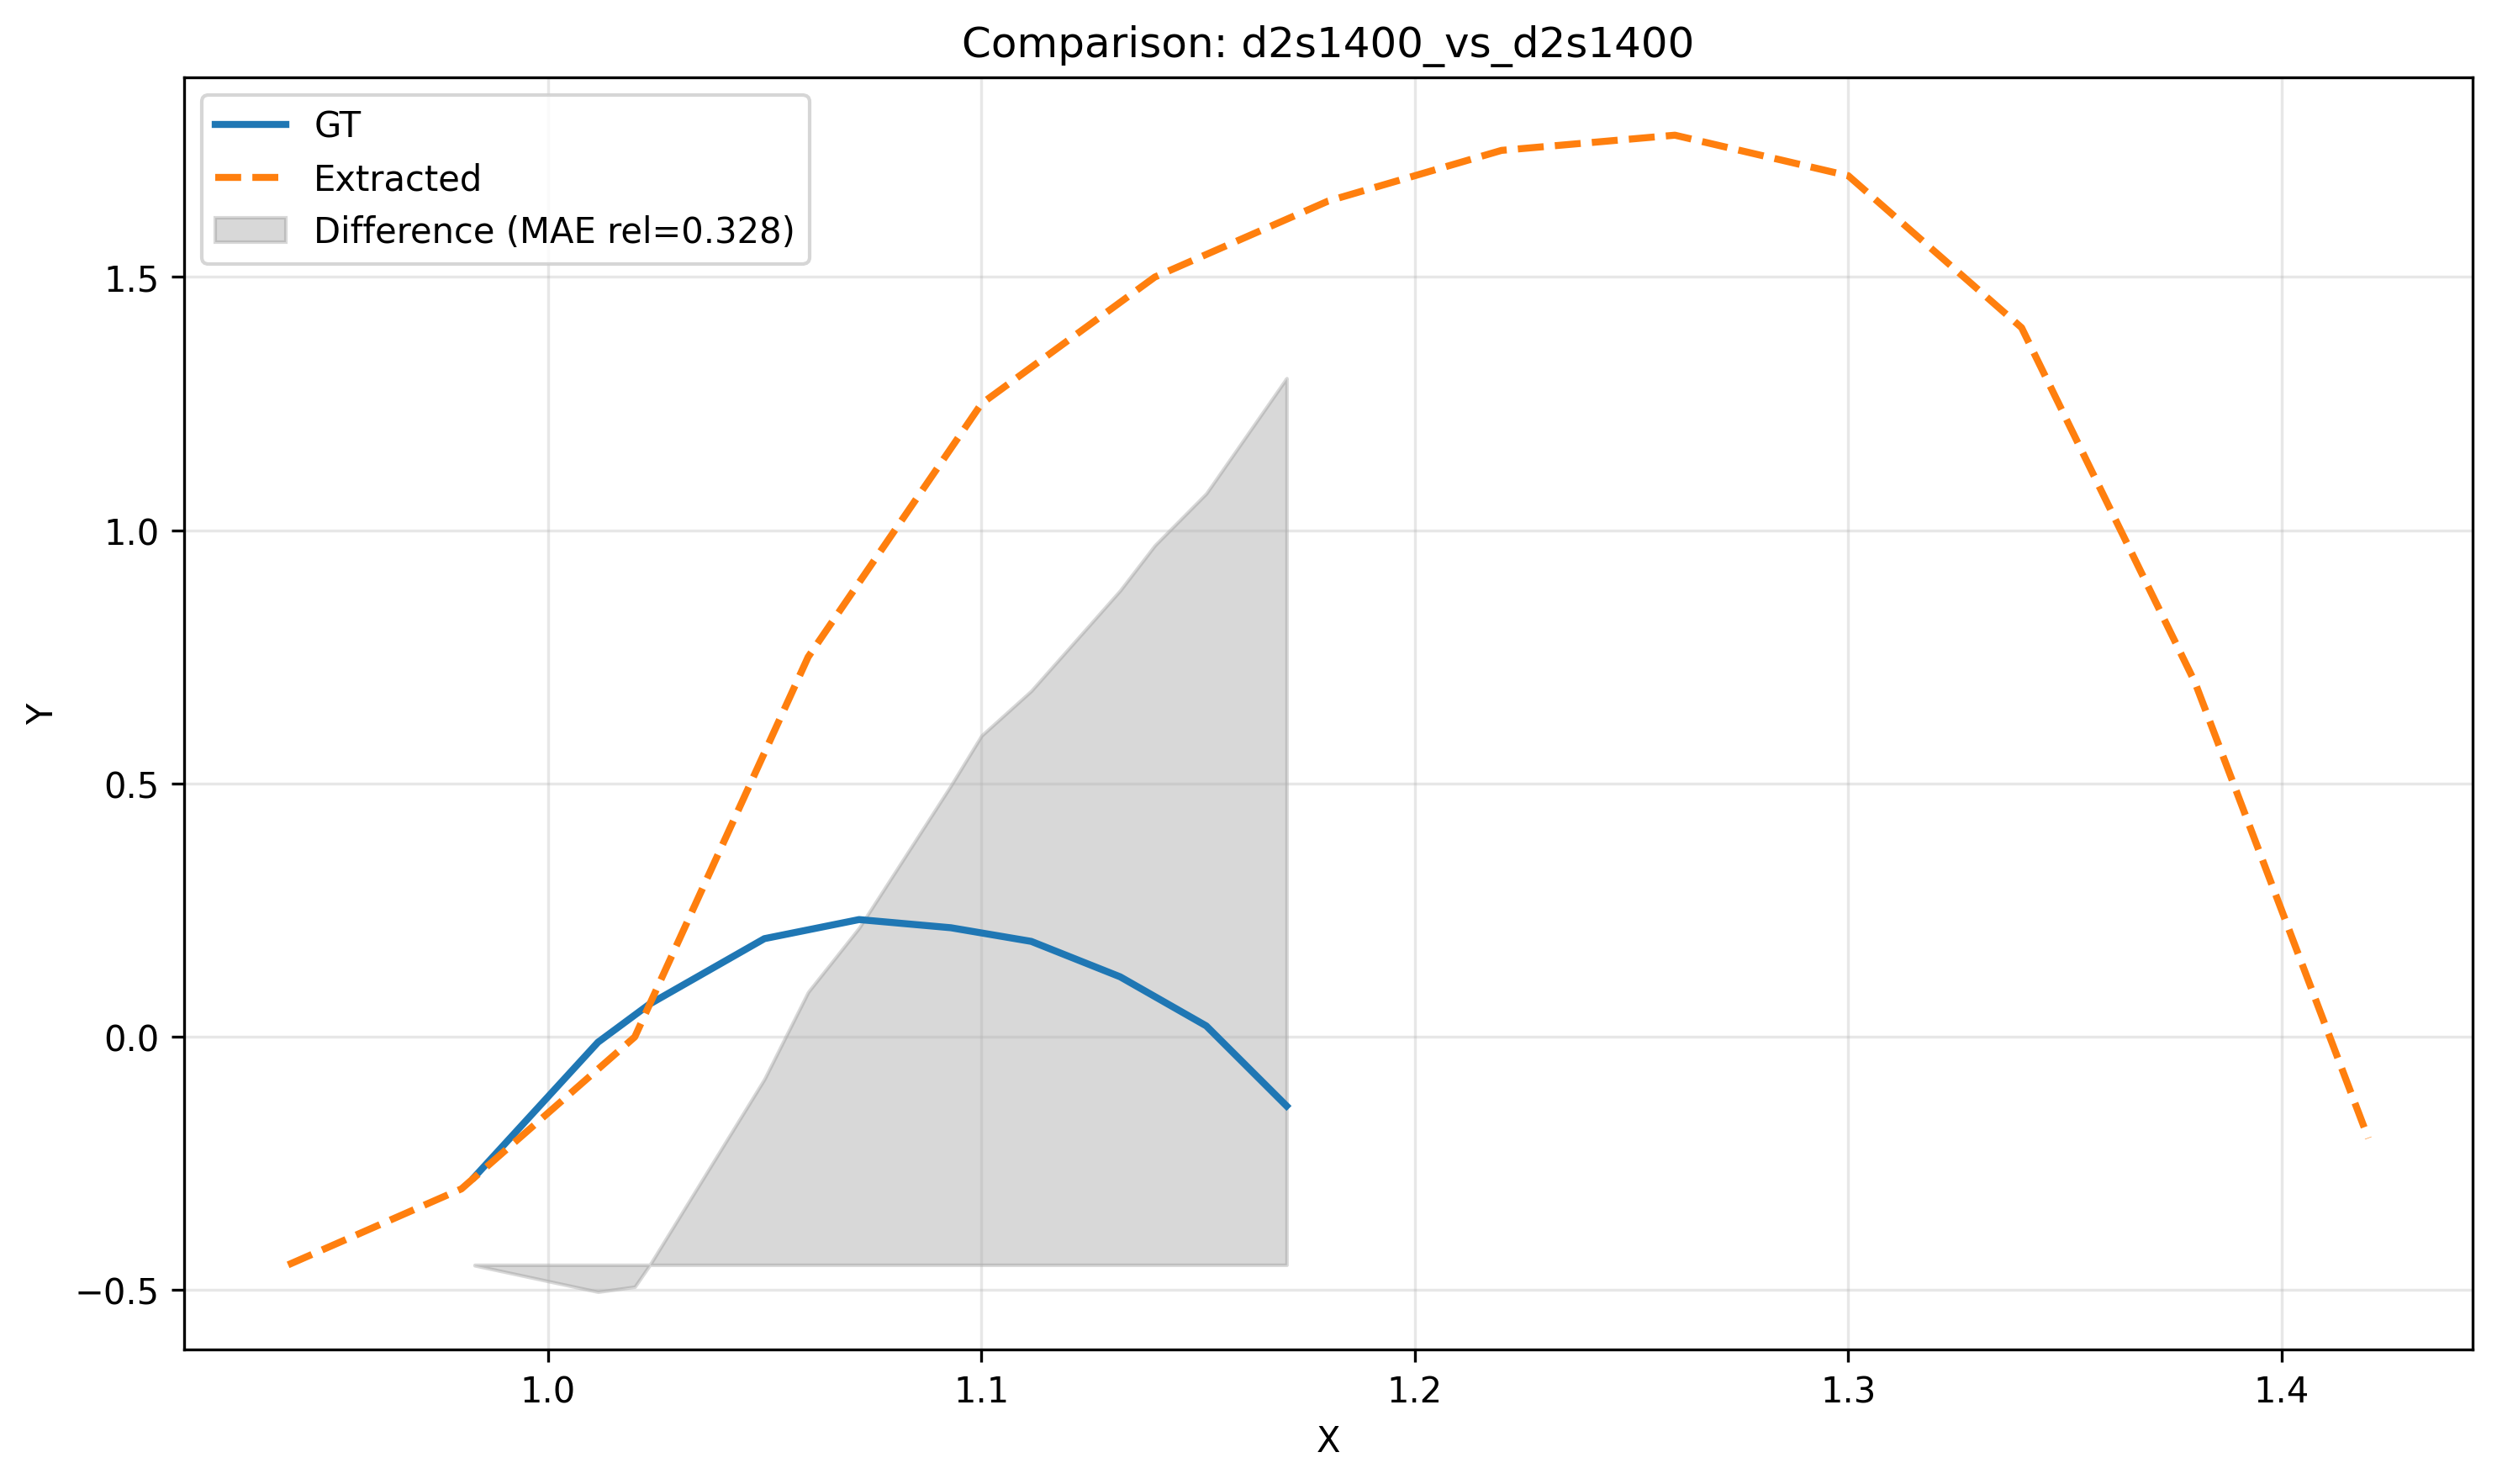 Comparison: d2s1400_vs_d2s1400
GT
Extracted
Difference (MAE rel=0.328)
Y
1.5
1.0
0.5
0.0
−0.5
1.0
1.1
1.2
1.3
1.4
X